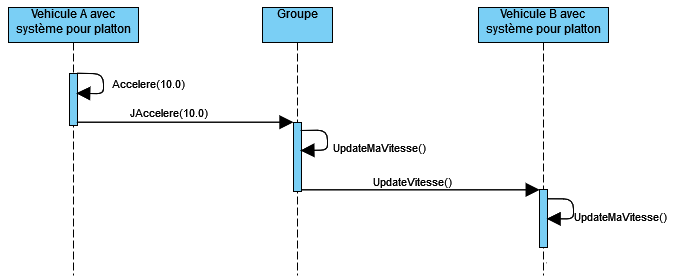 Vehicule A avec
système pour platton
Groupe
Vehicule B avec
système pour platton
Accelere(10.0)
JAccelere(10.0)
UpdateMaVitesse()
UpdateVitesse()
UpdateMaVitesse()